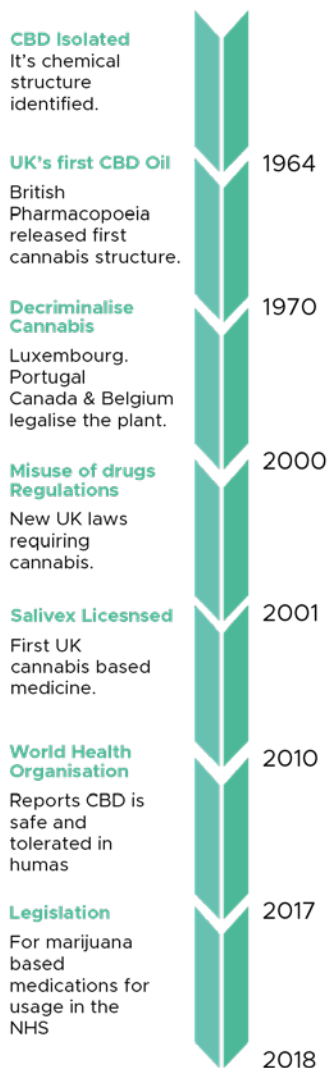 CBD Isolated
It's chemical
structure
identified.
1964
UK's first CBD Oil
British
Pharmacopoeia
released first
cannabis structure.
1970
Decriminalise
Cannabis
Luxembourg.
Portugal
Canada & Belgium
legalise the plant.
2000
Misuse of drugs
Regulations
New UK laws
requiring
cannabis.
2001
Salivex Licesnsed
First UK
cannabis based
medicine.
2010
World Health
Organisation
Reports CBD is
safe and
tolerated in
humas
2017
Legislation
For marijuana
based
medications for
usage in the
NHS
2018